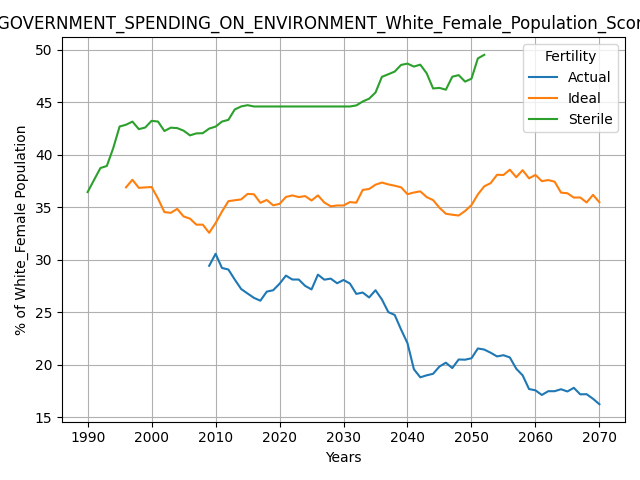 GOVERNMENT_SPENDING_ON_ENVIRONMENT_White_Female_Population_Scor
50
45
40
35
30
25
20
15
% of White_Female Population
Fertility
Actual
Ideal
Sterile
1990 2000 2010 2020 2030 2040 2050 2060 2070
Years